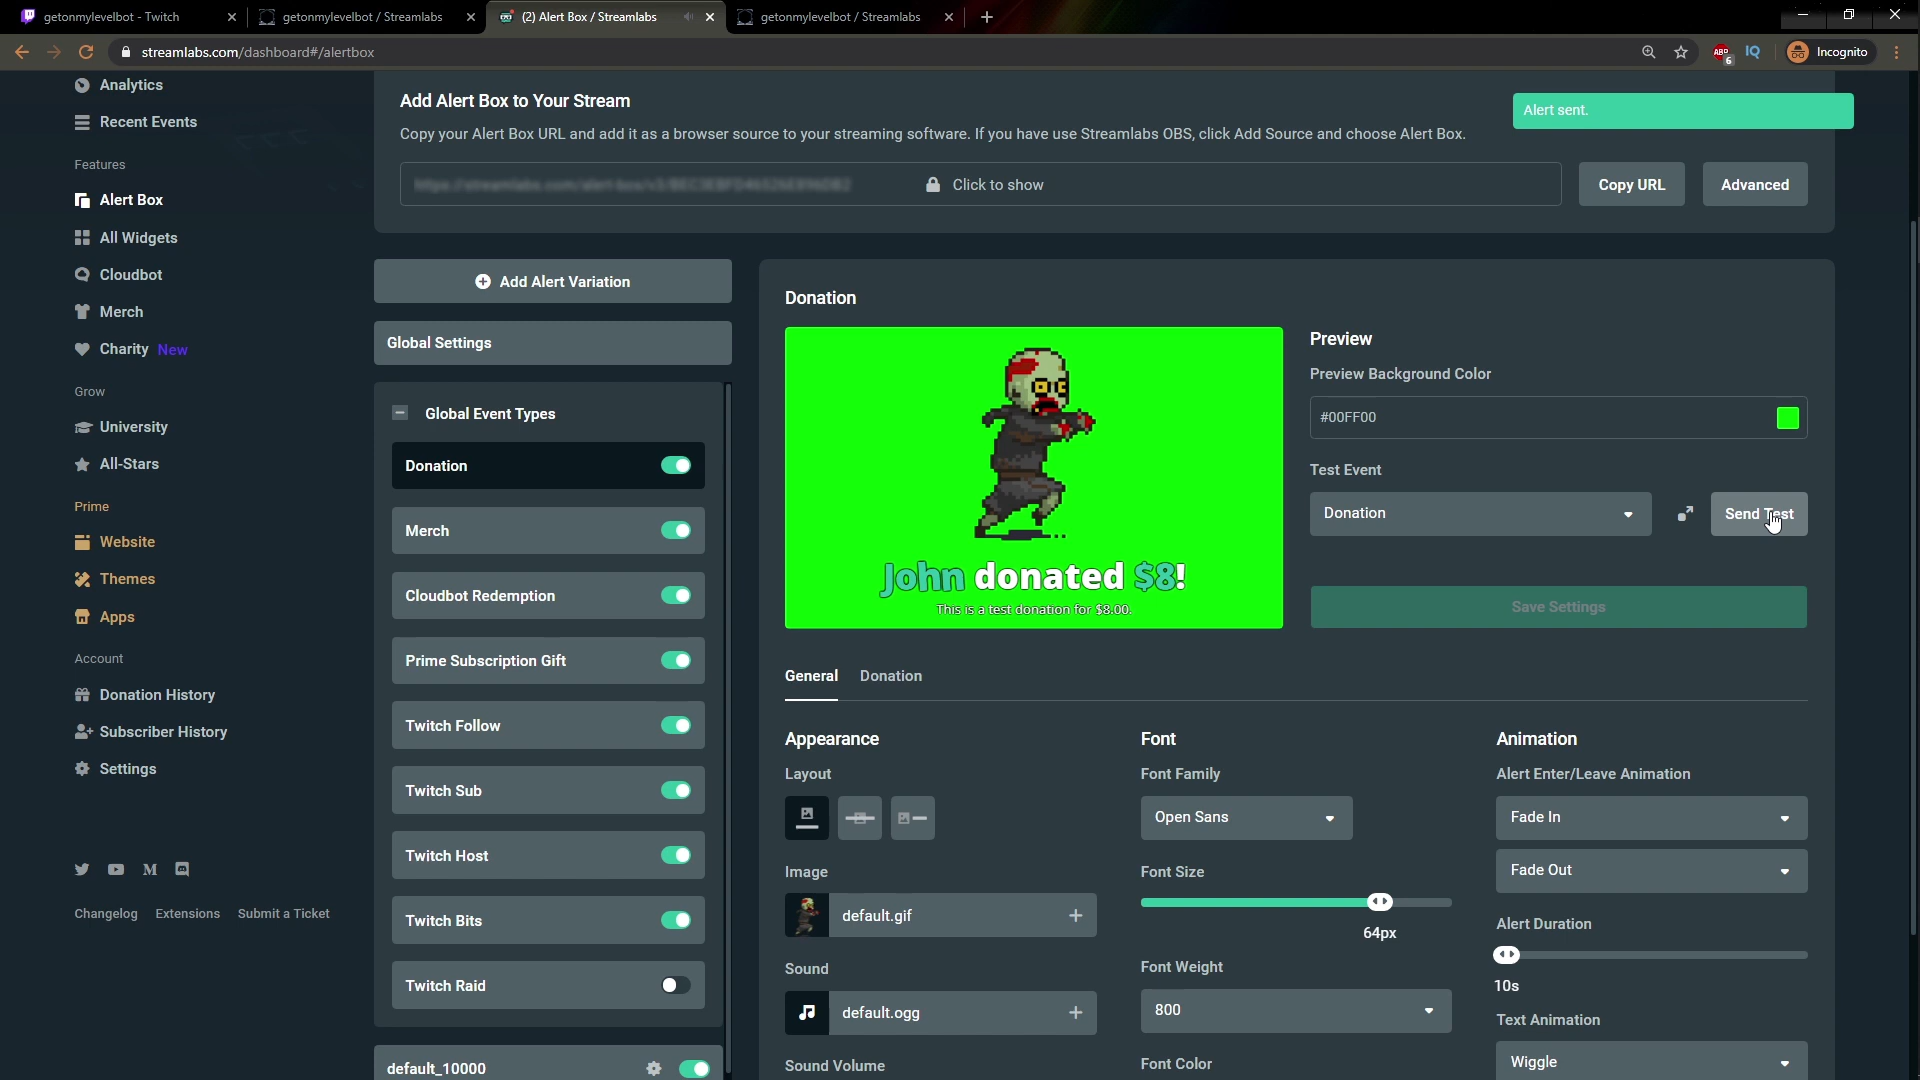 getonmylevelbot - Twitch
getonmylevelbot / Streamlabs
(2) Alert Box / Streamlabs
getonmylevelbot / Streamlabs
streamlabs.com/dashboard#/alertbox
ABP
6
IQ
Incognito
Analytics
Recent Events
Features
Alert Box
All Widgets
Cloudbot
Merch
Charity New
Grow
University
All-Stars
Prime
Website
Themes
Apps
Account
Donation History
Subscriber History
Settings
Changelog Extensions Submit a Ticket
Add Alert Box to Your Stream
Copy your Alert Box URL and add it as a browser source to your streaming software. If you have use Streamlabs OBS, click Add Source and choose Alert Box.
Alert sent.
Click to show
Copy URL
Advanced
Add Alert Variation
Global Settings
Global Event Types
Donation
Merch
Cloudbot Redemption
Prime Subscription Gift
Twitch Follow
Twitch Sub
Twitch Host
Twitch Bits
Twitch Raid
default_10000
Donation
John donated $8!
This is a test donation for $8.00.
Preview
Preview Background Color
#00FF00
Test Event
Donation
Send Test
Save Settings
General
Donation
Appearance
Layout
Image
default.gif
Sound
default.ogg
Sound Volume
Font
Font Family
Open Sans
Font Size
64px
Font Weight
800
Font Color
Animation
Alert Enter/Leave Animation
Fade In
Fade Out
Alert Duration
10s
Text Animation
Wiggle